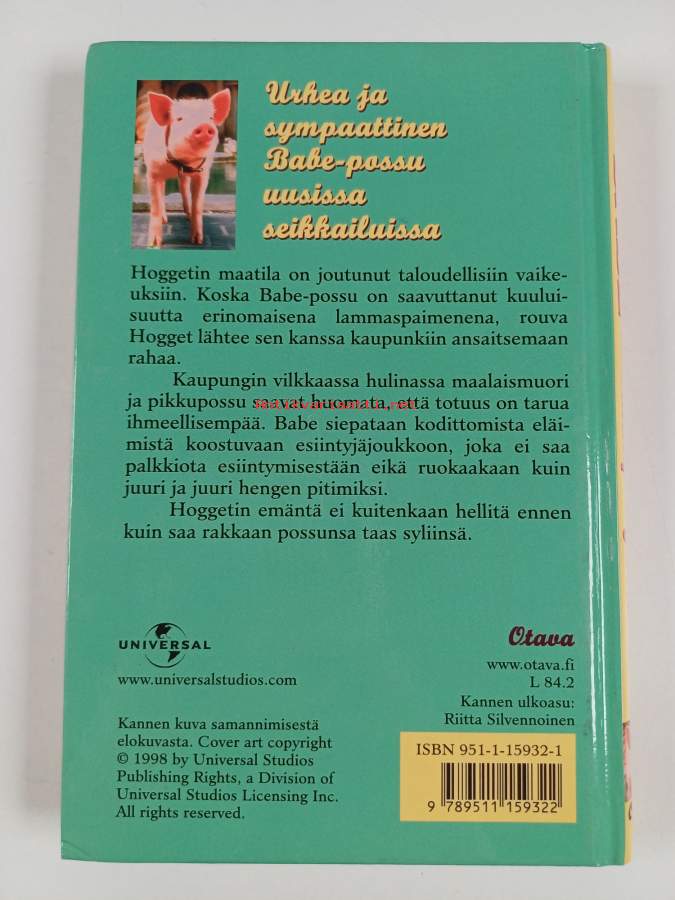 Urhea ja
sympaattinen
Babe-possu
uusissa
seikkailuissa
Hoggetin maatila on joutunut taloudellisiin vaike-
uksiin. Koska Babe-possu on saavuttanut kuului-
suutta erinomaisena lammaspaimenena, rouva
Hogget lähtee sen kanssa kaupunkiin ansaitsemaan
rahaa.
Kaupungin vilkkaassa hulinassa maalaismuori
ja pikkupossu saavat huomata, että totuus on tarua
ihmeellisempää. Babe siepataan kodittomista eläi-
mistä koostuvaan esiintyjäjoukkoon, joka ei saa
palkkiota esiintymisestään eikä ruokaakaan kuin
juuri ja juuri hengen pitimiksi.
Hoggetin emäntä ei kuitenkaan hellitä ennen
kuin saa rakkaan possunsa taas syliinsä.
UNIVERSAL
www.universalstudios.com
Otava
www.otava.fi
L 84.2
Kannen ulkoasu:
Riitta Silvennoinen
Kannen kuva samannimisestä
elokuvasta. Cover art copyright
© 1998 by Universal Studios
Publishing Rights, a Division of
Universal Studios Licensing Inc.
All rights reserved.
ISBN 951-1-15932-1
9 789511 159322